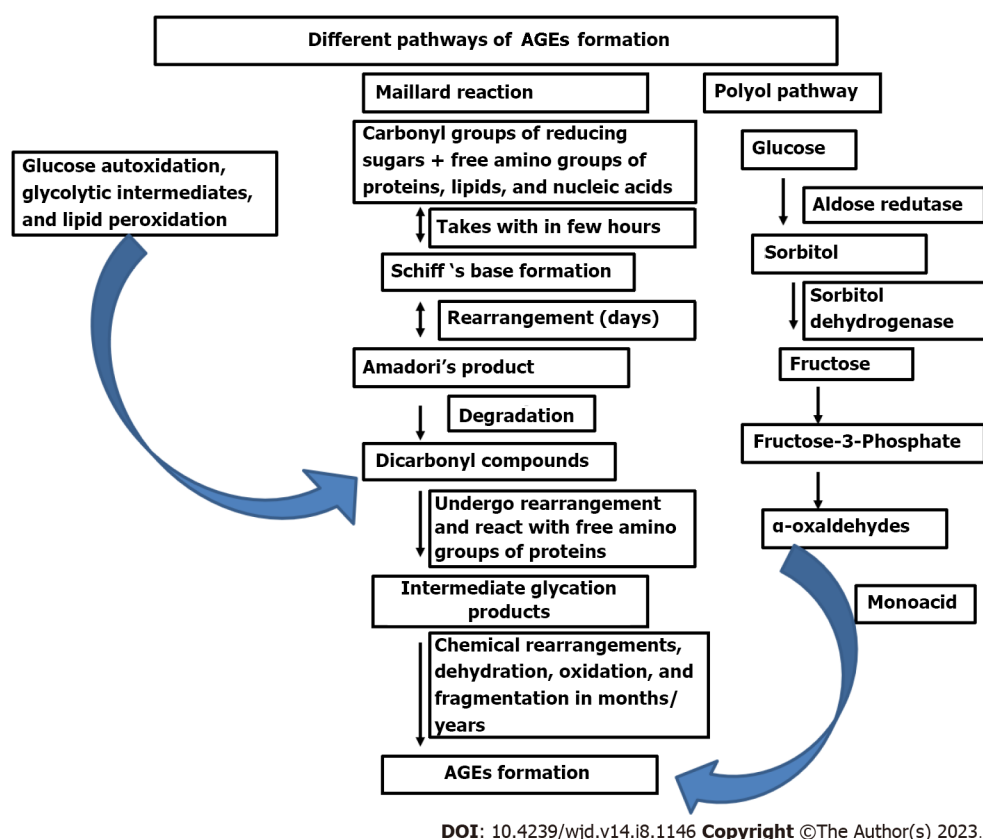 Different pathways of AGEs formation
Maillard reaction
Polyol pathway
Glucose autoxidation,
glycolytic intermediates,
and lipid peroxidation
Carbonyl groups of reducing
sugars + free amino groups of
proteins, lipids, and nucleic acids
Takes with in few hours
Schiff ‛s base formation
Rearrangement (days)
Amadori’s product
Degradation
Dicarbonyl compounds
Undergo rearrangement
and react with free amino
groups of proteins
Intermediate glycation
products
Chemical rearrangements,
dehydration, oxidation, and
fragmentation in months/
years
AGEs formation
Glucose
Aldose redutase
Sorbitol
Sorbitol
dehydrogenase
Fructose
Fructose-3-Phosphate
α-oxaldehydes
Monoacid
DOI: 10.4239/wjd.v14.i8.1146 Copyright ©The Author(s) 2023.